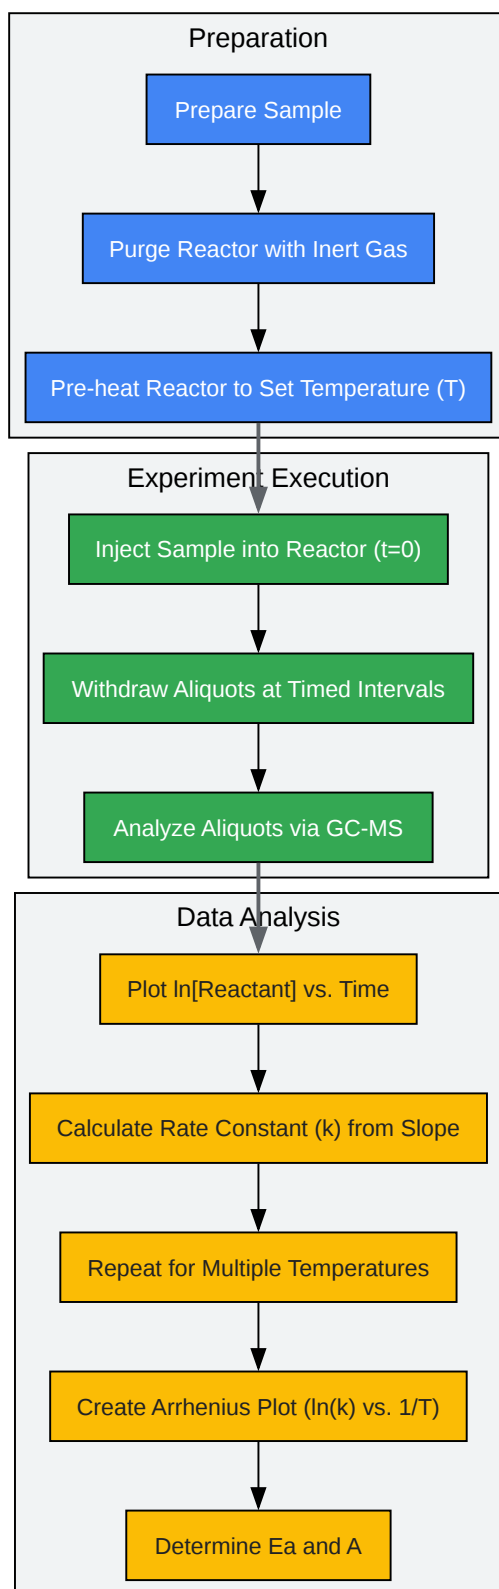 Preparation
Prepare Sample
Purge Reactor with Inert Gas
Pre-heat Reactor to Set Temperature (T)
Experiment Execution
Inject Sample into Reactor (t=0)
Withdraw Aliquots at Timed Intervals
Analyze Aliquots via GC-MS
Data Analysis
Plot ln[Reactant] vs. Time
Calculate Rate Constant (k) from Slope
Repeat for Multiple Temperatures
Create Arrhenius Plot (ln(k) vs. 1/T)
Determine Ea and A